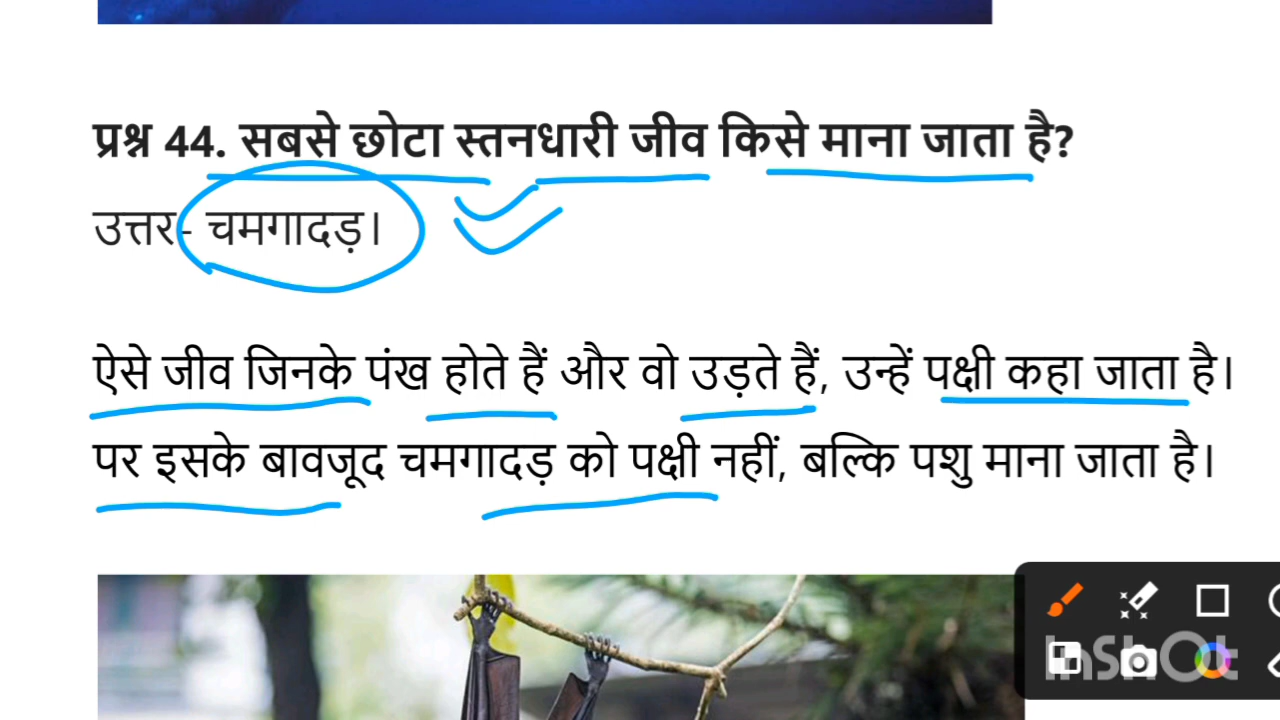 प्रश्न 44. सबसे छोटा स्तनधारी जीव किसे माना जाता है?
उत्तर- चमगादड़।
ऐसे जीव जिनके पंख होते हैं और वो उड़ते हैं, उन्हें पक्षी कहा जाता है।
पर इसके बावजूद चमगादड़ को पक्षी नहीं, बल्कि पशु माना जाता है।
InShOt